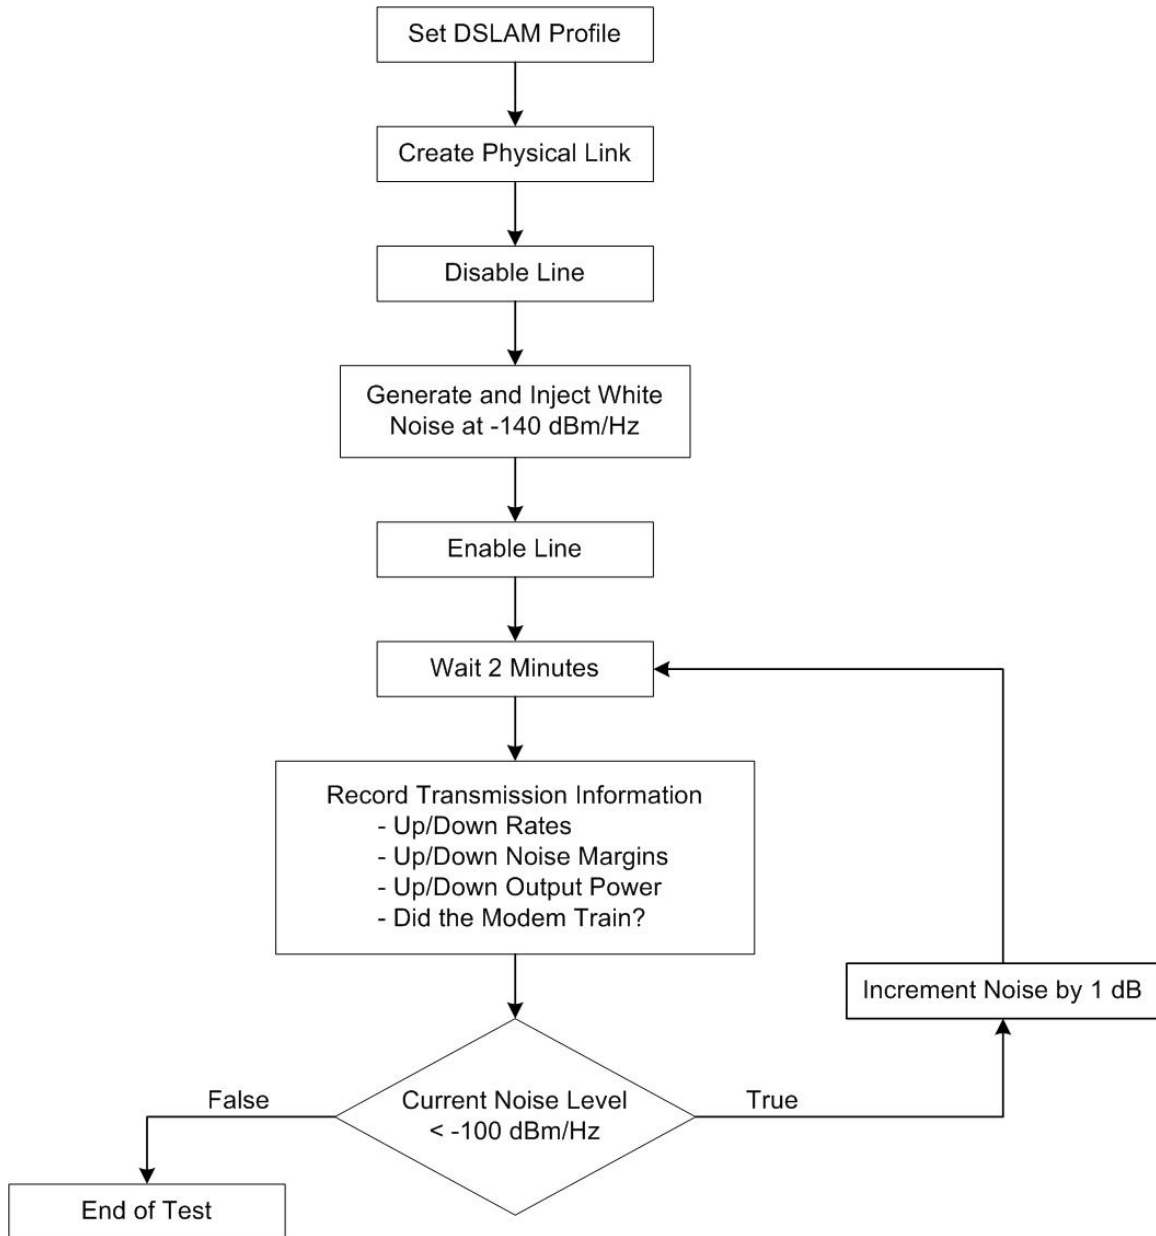 Set DSLAM Profile
Create Physical Link
Disable Line
Generate and Inject White
Noise at -140 dBm/Hz
Enable Line
Wait 2 Minutes
Record Transmission Information
- Up/Down Rates
- Up/Down Noise Margins
- Up/Down Output Power
- Did the Modem Train?
Increment Noise by 1 dB
Current Noise Level
< -100 dBm/Hz
False
True
End of Test